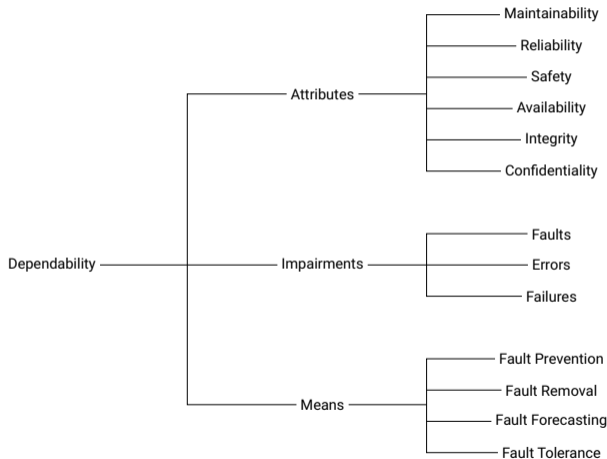 Dependability
Attributes
Maintainability
Reliability
Safety
Availability
Integrity
Confidentiality
Impairments
Faults
Errors
Failures
Means
Fault Prevention
Fault Removal
Fault Forecasting
Fault Tolerance